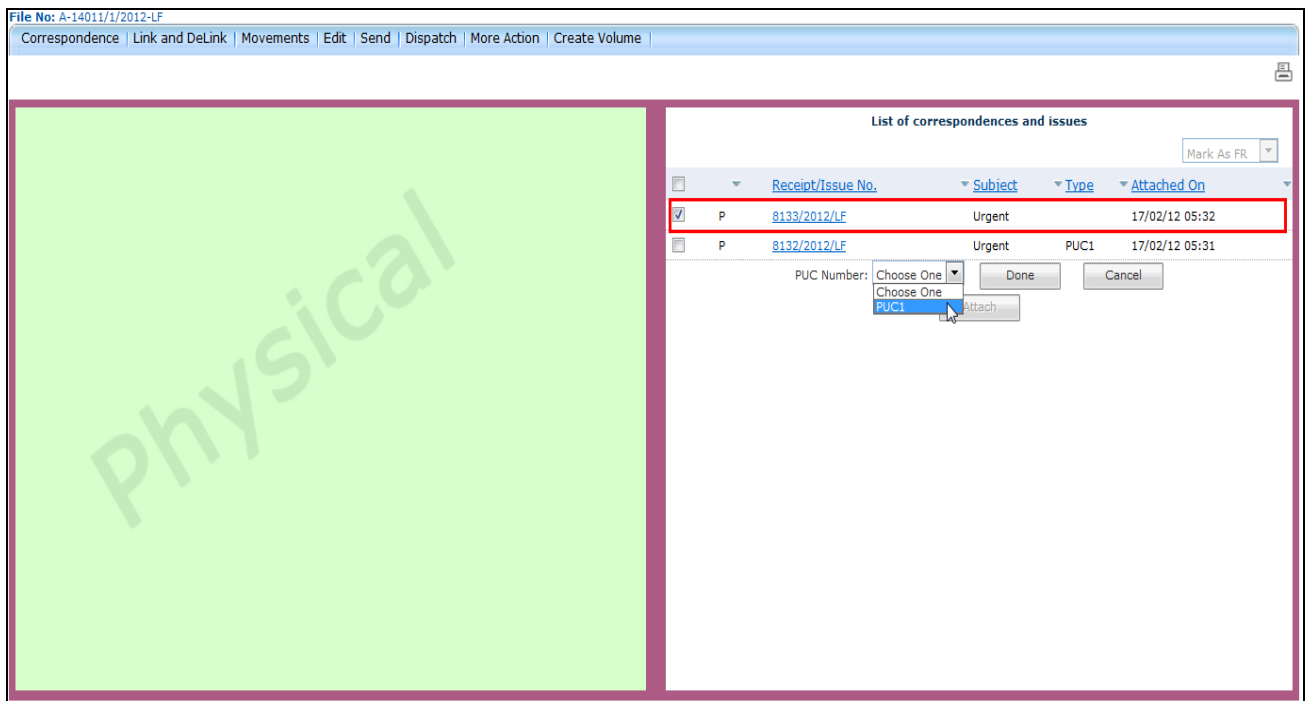 File No: A-14011/1/2012-LF
Correspondence | Link and DeLink | Movements | Edit | Send | Dispatch | More Action | Create Volume |
Physical
List of correspondences and issues
Mark As FR
Receipt/Issue No. Subject Type Attached On
P 8133/2012/LF Urgent 17/02/12 05:32
P 8132/2012/LF Urgent PUC1 17/02/12 05:31
PUC Number: Choose One Done Cancel
Choose One
PUC1 Attach